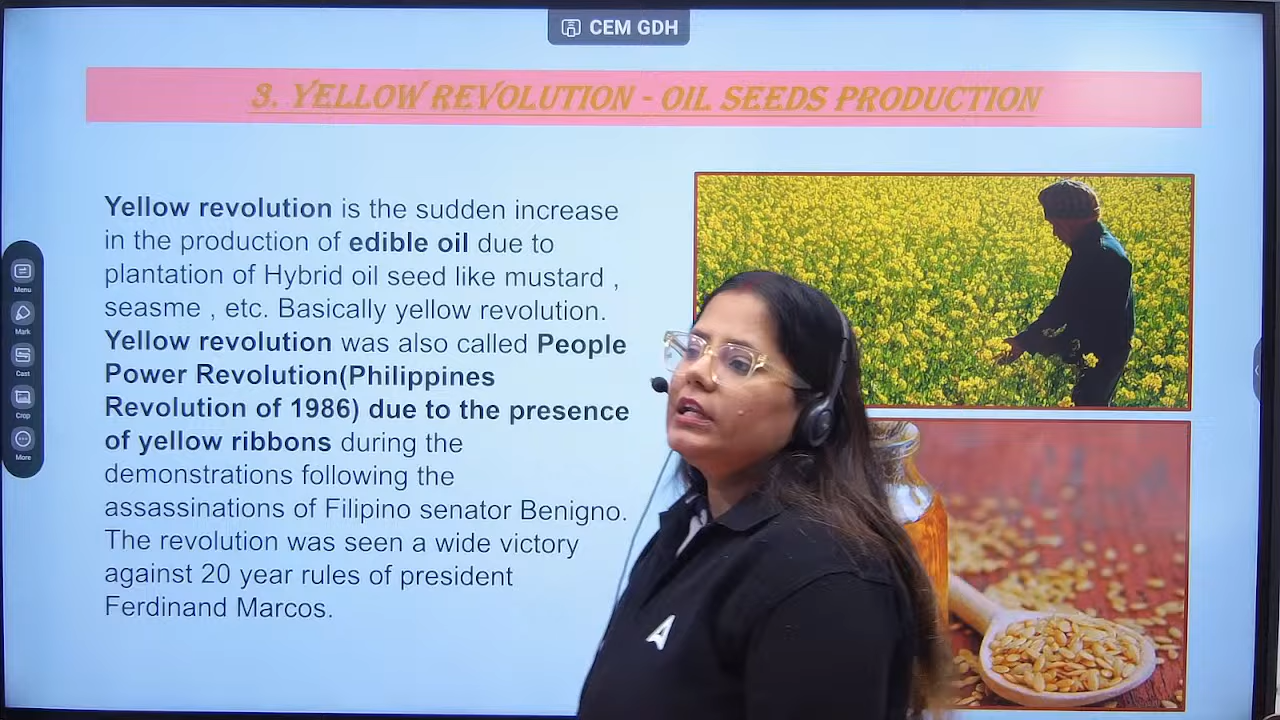 CEM GDH
3. YELLOW REVOLUTION - OIL SEEDS PRODUCTION
Yellow revolution is the sudden increase
in the production of edible oil due to
plantation of Hybrid oil seed like mustard ,
seasme , etc. Basically yellow revolution.
Yellow revolution was also called People
Power Revolution(Philippines
Revolution of 1986) due to the presence
of yellow ribbons during the
demonstrations following the
assassinations of Filipino senator Benigno.
The revolution was seen a wide victory
against 20 year rules of president
Ferdinand Marcos.
Menu
Mark
Cast
Crop
More
A